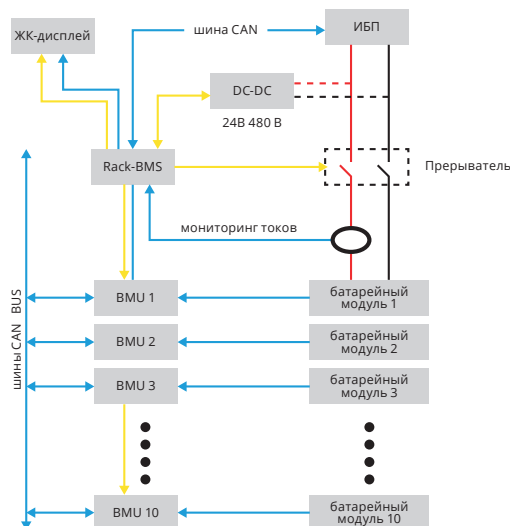 ЖК-дисплей
шина CAN
ИБП
DC-DC
24В 480 В
Rack-BMS
Прерыватель
мониторинг токов
шины CAN BUS
BMU 1
батарейный
модуль 1
BMU 2
батарейный
модуль 2
BMU 3
батарейный
модуль 3
BMU 10
батарейный
модуль 10